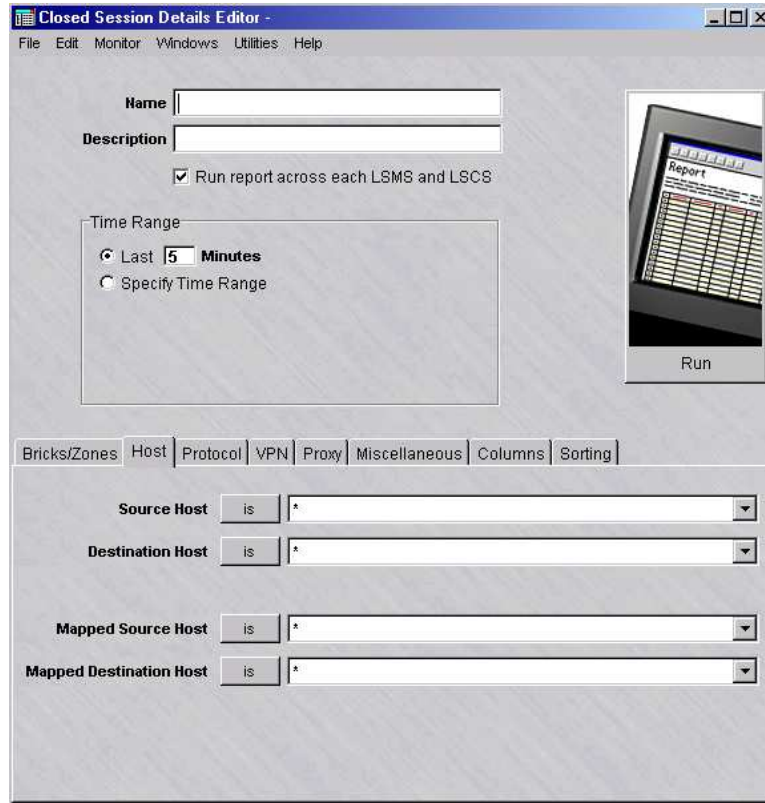 Closed Session Details Editor -
File Edit Monitor Windows Utilities Help
Name
Description
Run report across each LSMS and LSCS
Time Range
Last 5 Minutes
Specify Time Range
Report
Run
Bricks/Zones Host Protocol VPN Proxy Miscellaneous Columns Sorting
Source Host is *
Destination Host is *
Mapped Source Host is *
Mapped Destination Host is *